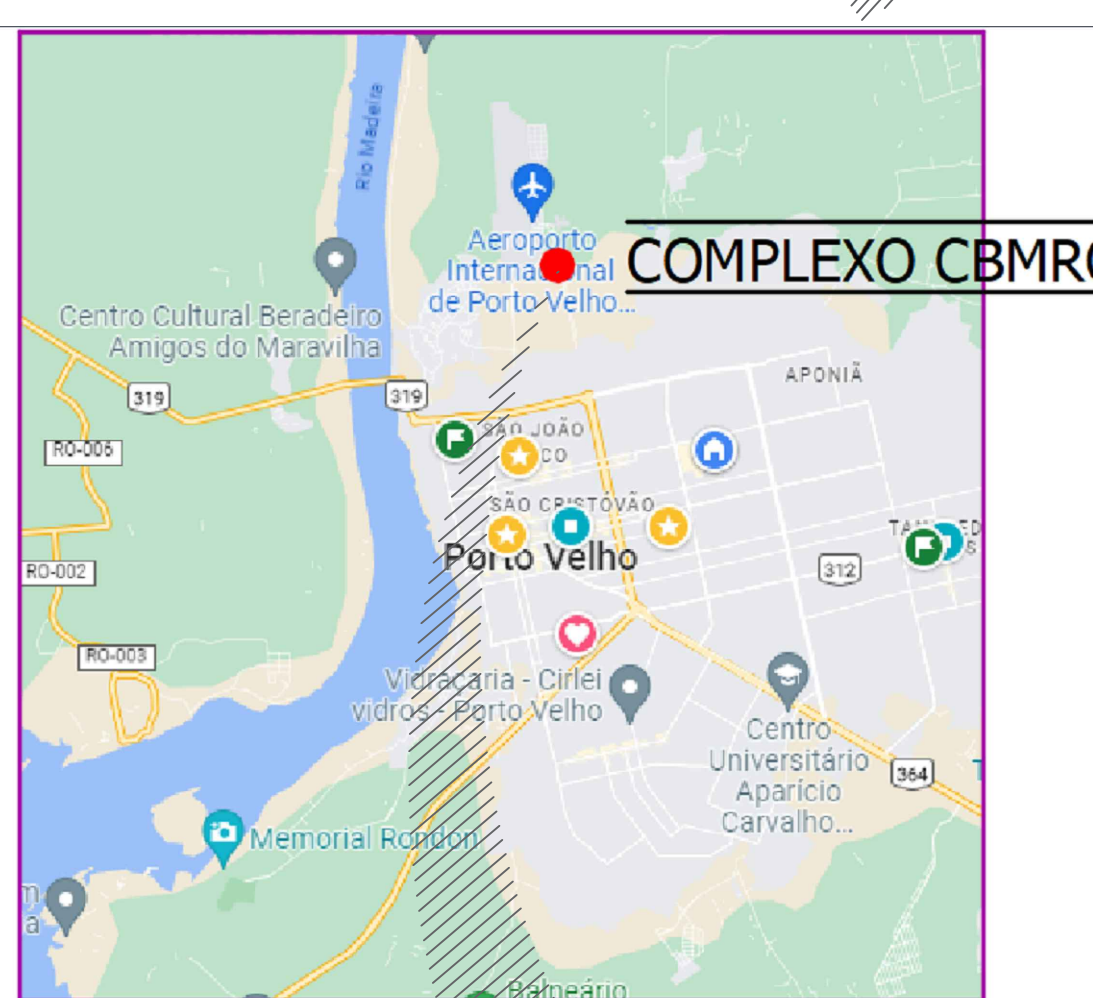 Rio Madeira
Aeroporto
Internacional
de Porto Velho...
COMPLEXO CBMRO
Centro Cultural Beradeiro
Amigos do Maravilha
319
319
APONIÃ
RO-006
SÃO JOÃO
SÃO CRISTÓVÃO
Porto Velho
RO-002
312
RO-003
Vidraçaria - Cirlei
vidros - Porto Velho
Centro
Universitário
Aparício
Carvalho...
364
Memorial Rondon
Balneário